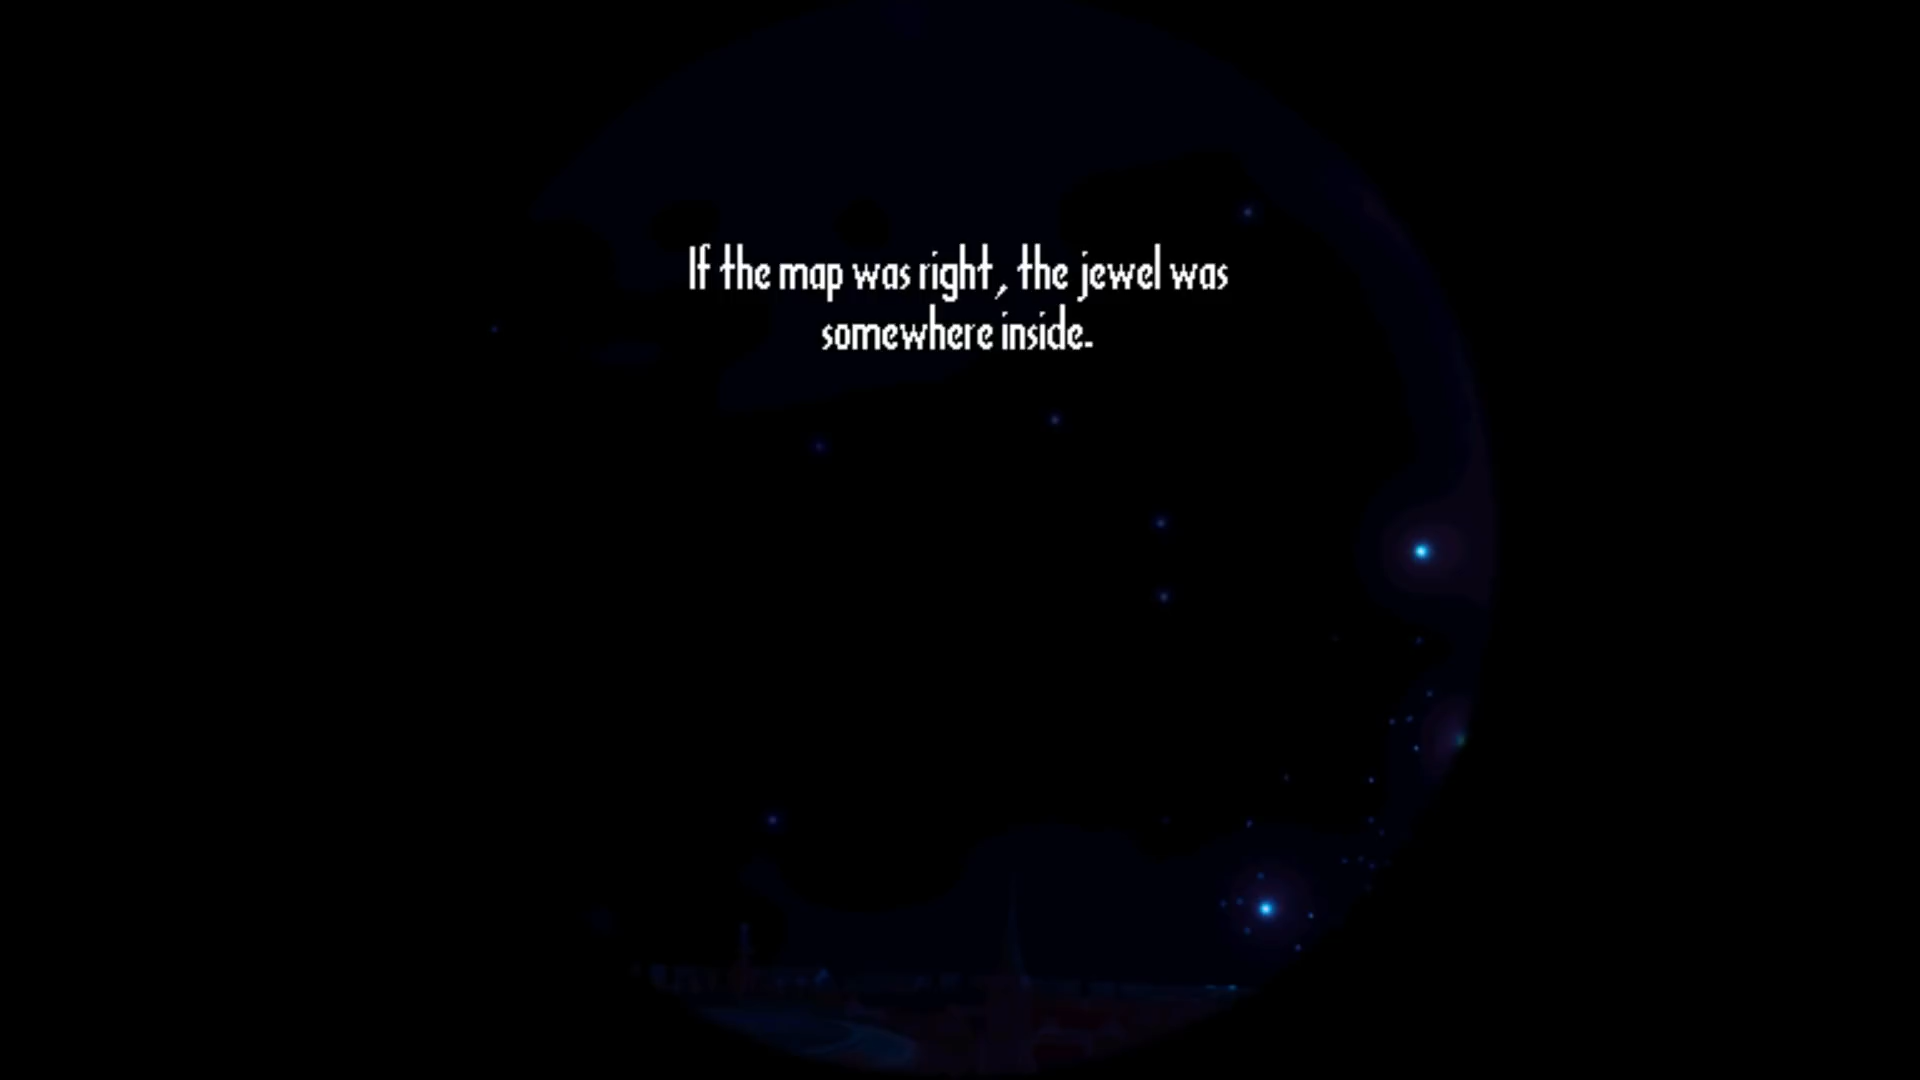 If the map was right, the jewel was
somewhere inside.